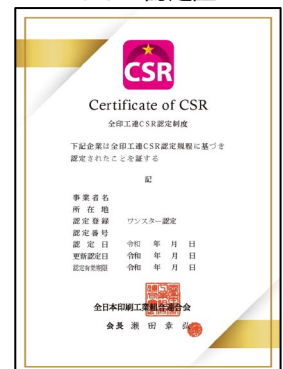 CSR
Certificate of CSR
全印工連CSR認定制度
下記企業は全印工連CSR認定規程に基づき
認定されたことを証する
記
事業者名
所在地
認定登録 ワンスター認定
認定番号
認定日 令和 年 月 日
更新認定日 令和 年 月 日
認定有効期限 令和 年 月 日
全日本印刷工業組合連合会
会長 瀬田章弘